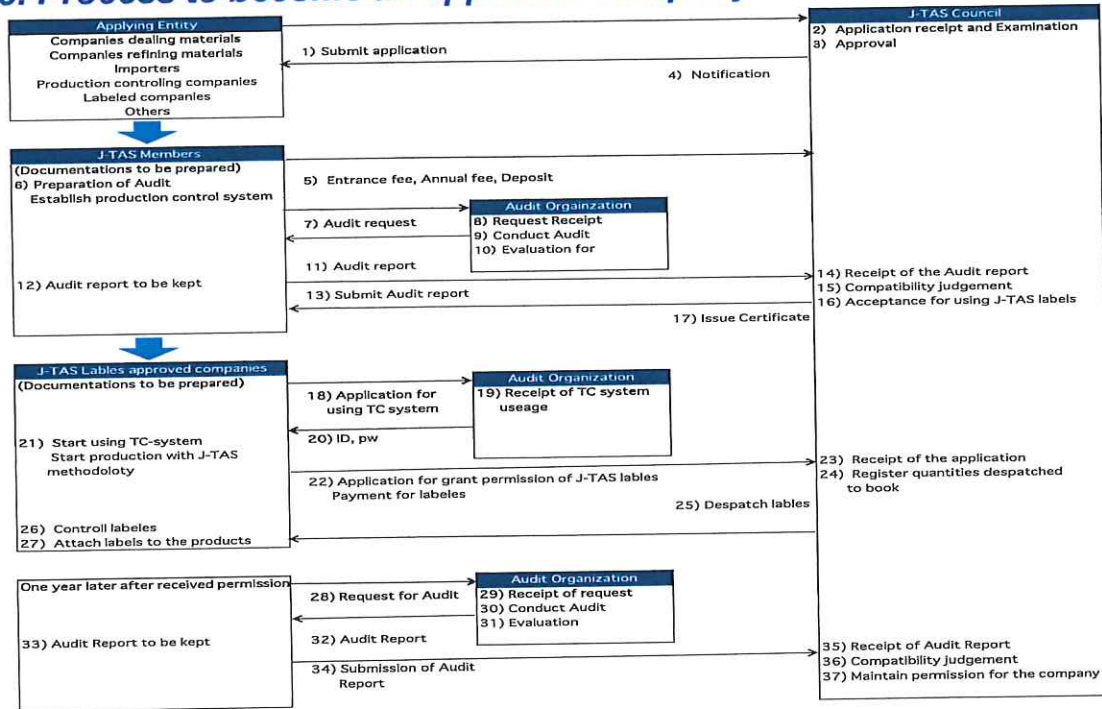 Applying Entity
Companies dealing materials
Companies refining materials
Importers
Production controling companies
Labeled companies
Others
1) Submit application
4) Notification
J-TAS Council
2) Application receipt and Examination
3) Approval
J-TAS Members
(Documentations to be prepared)
6) Preparation of Audit
Establish production control system
5) Entrance fee, Annual fee, Deposit
7) Audit request
Audit Orgainzation
8) Request Receipt
9) Conduct Audit
10) Evaluation for
11) Audit report
12) Audit report to be kept
13) Submit Audit report
14) Receipt of the Audit report
15) Compatibility judgement
16) Acceptance for using J-TAS labels
17) Issue Certificate
J-TAS Lables approved companies
(Documentations to be prepared)
18) Application for
using TC system
Audit Organization
19) Receipt of TC system
useage
20) ID, pw
21) Start using TC-system
Start production with J-TAS
methodoloty
22) Application for grant permission of J-TAS lables
Payment for labeles
23) Receipt of the application
24) Register quantities despatched
to book
25) Despatch lables
26) Controll labeles
27) Attach labels to the products
One year later after received permission
28) Request for Audit
Audit Organization
29) Receipt of request
30) Conduct Audit
31) Evaluation
32) Audit Report
33) Audit Report to be kept
34) Submission of Audit
Report
35) Receipt of Audit Report
36) Compatibility judgement
37) Maintain permission for the company